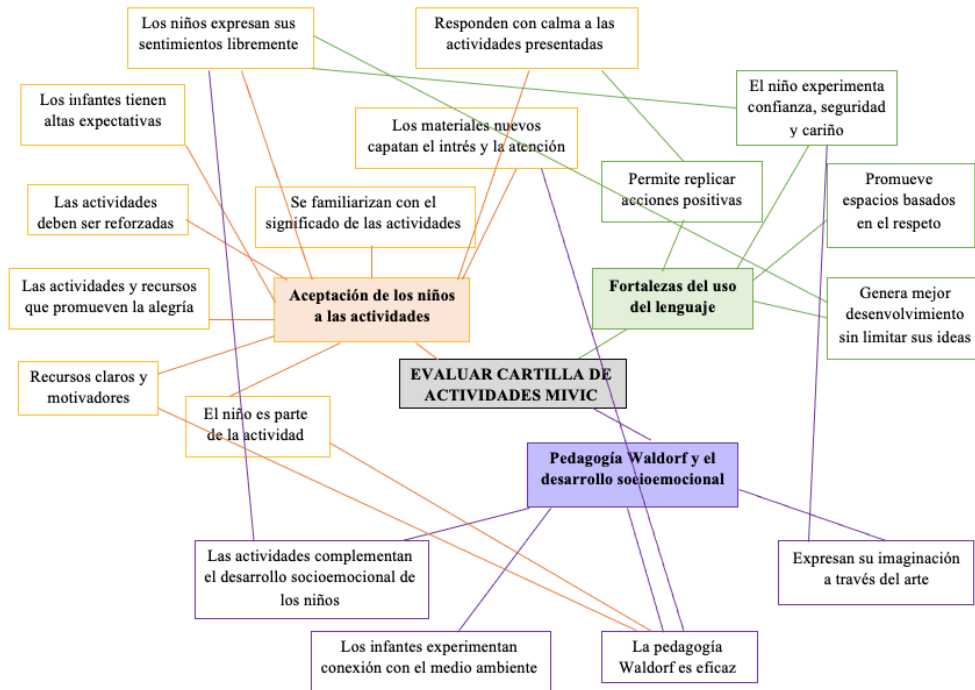 Los niños expresan sus
sentimientos libremente
Responden con calma a las
actividades presentadas
Los infantes tienen
altas expectativas
Los materiales nuevos
capatan el intrés y la atención
El niño experimenta
confianza, seguridad
y cariño
Las actividades
deben ser reforzadas
Se familiarizan con el
significado de las actividades
Permite replicar
acciones positivas
Promueve
espacios basados
en el respeto
Las actividades y recursos
que promueven la alegría
Aceptación de los niños
a las actividades
Fortalezas del uso
del lenguaje
Genera mejor
desenvolvimiento
sin limitar sus ideas
Recursos claros y
motivadores
El niño es parte
de la actividad
EVALUAR CARTILLA DE
ACTIVIDADES MIVIC
Pedagogía Waldorf y el
desarrollo socioemocional
Las actividades complementan
el desarrollo socioemocional de
los niños
Expresan su imaginación
a través del arte
Los infantes experimentan
conexión con el medio ambiente
La pedagogía
Waldorf es eficaz